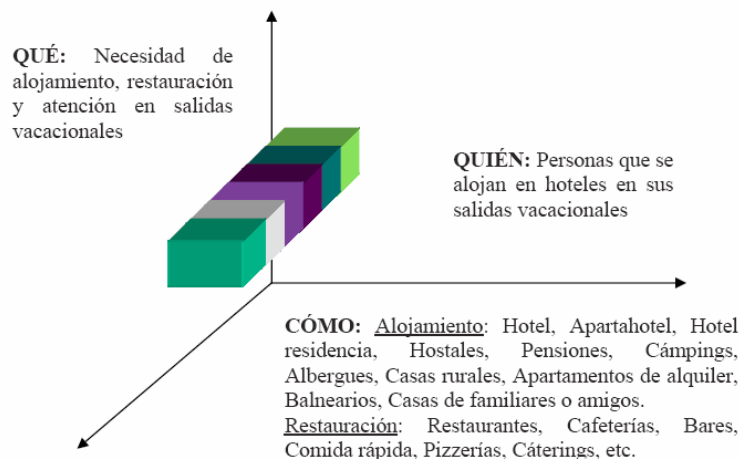 QUÉ: Necesidad de
alojamiento, restauración
y atención en salidas
vacacionales
QUIÉN: Personas que se
alojan en hoteles en sus
salidas vacacionales
CÓMO: Alojamiento: Hotel, Apartahotel, Hotel
residencia, Hostales, Pensiones, Cámpings,
Albergues, Casas rurales, Apartamentos de alquiler,
Balnearios, Casas de familiares o amigos.
Restauración: Restaurantes, Cafeterías, Bares,
Comida rápida, Pizzerías, Cáterings, etc.